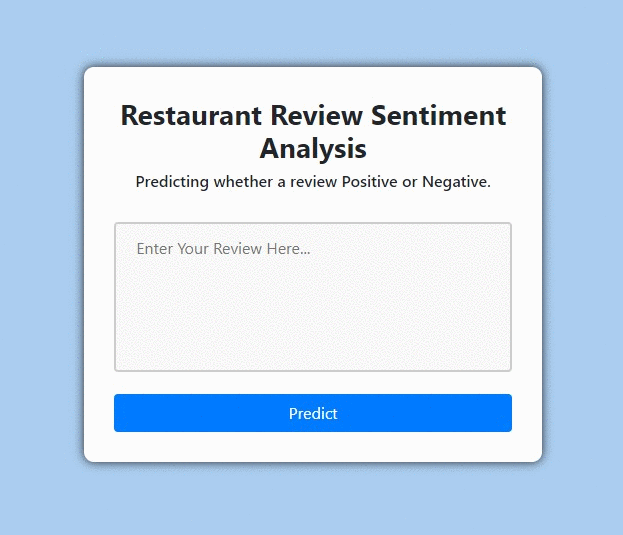 Restaurant Review Sentiment
Analysis
Predicting whether a review Positive or Negative.
Enter Your Review Here...
Predict